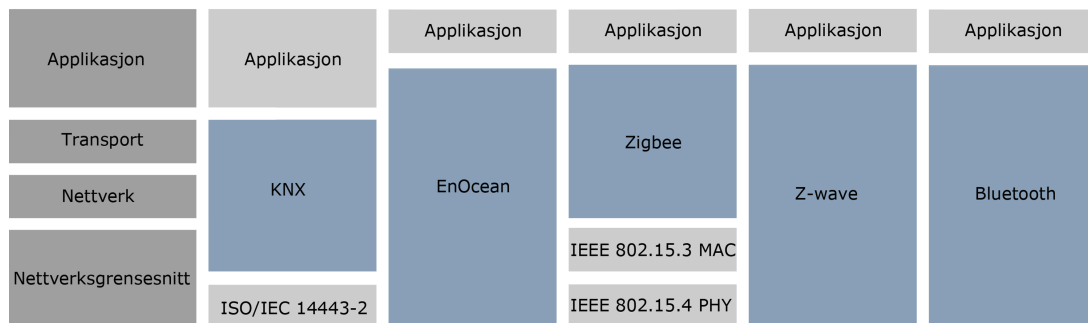 Applikasjon
Transport
Nettverk
Nettverksgrensesnitt
Applikasjon
KNX
ISO/IEC 14443-2
Applikasjon
EnOcean
Applikasjon
Zigbee
IEEE 802.15.3 MAC
IEEE 802.15.4 PHY
Applikasjon
Z-wave
Applikasjon
Bluetooth